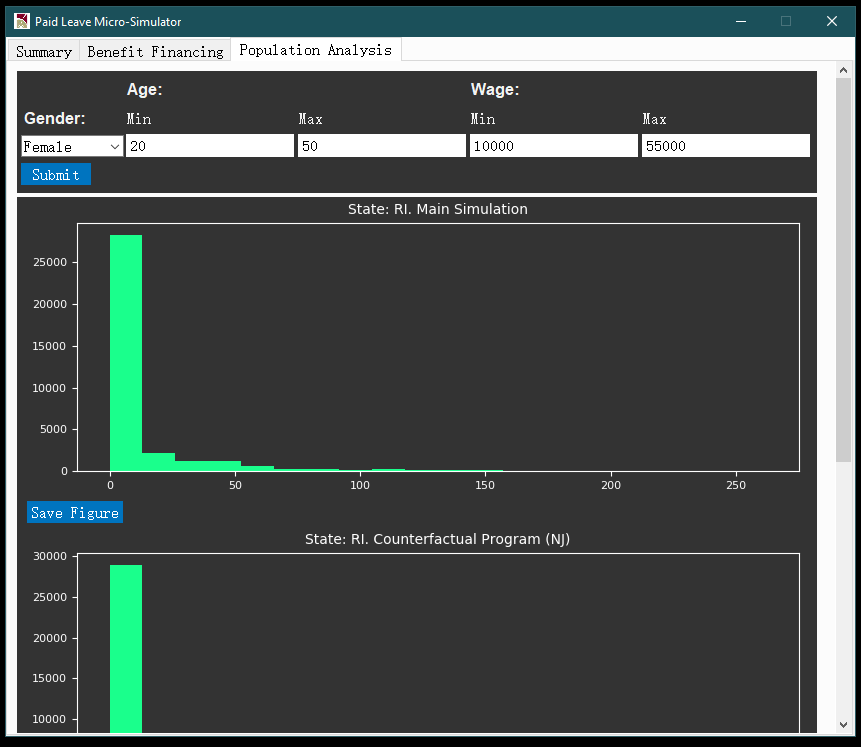 Paid Leave Micro-Simulator
Summary Benefit Financing Population Analysis
Age: Wage:
Gender: Min Max Min Max
Female 20 50 10000 55000
Submit
State: RI. Main Simulation
25000
20000
15000
10000
5000
0
0 50 100 150 200 250
Save Figure
State: RI. Counterfactual Program (NJ)
30000
25000
20000
15000
10000